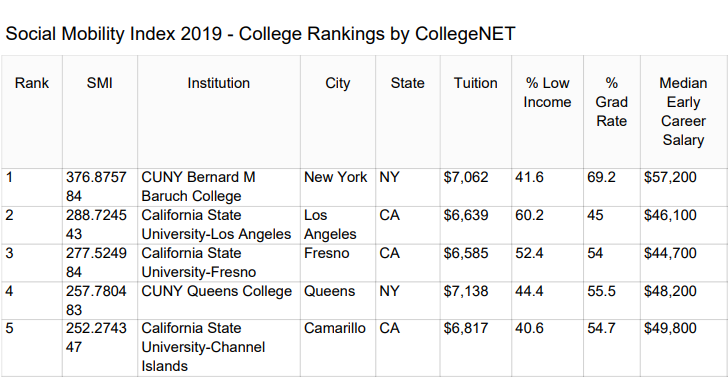 Social Mobility Index 2019 - College Rankings by CollegeNET
Rank SMI Institution City State Tuition % Low Income % Grad Rate Median Early Career Salary
1 376.875784 CUNY Bernard M Baruch College New York NY $7,062 41.6 69.2 $57,200
2 288.724543 California State University-Los Angeles Los Angeles CA $6,639 60.2 45 $46,100
3 277.524984 California State University-Fresno Fresno CA $6,585 52.4 54 $44,700
4 257.780483 CUNY Queens College Queens NY $7,138 44.4 55.5 $48,200
5 252.274347 California State University-Channel Islands Camarillo CA $6,817 40.6 54.7 $49,800